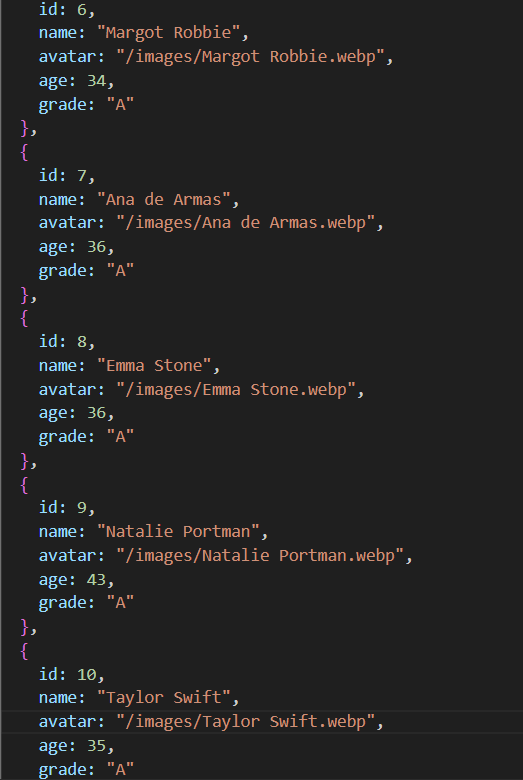 id: 6,
name: "Margot Robbie",
avatar: "/images/Margot Robbie.webp",
age: 34,
grade: "A"
},
{
id: 7,
name: "Ana de Armas",
avatar: "/images/Ana de Armas.webp",
age: 36,
grade: "A"
},
{
id: 8,
name: "Emma Stone",
avatar: "/images/Emma Stone.webp",
age: 36,
grade: "A"
},
{
id: 9,
name: "Natalie Portman",
avatar: "/images/Natalie Portman.webp",
age: 43,
grade: "A"
},
{
id: 10,
name: "Taylor Swift",
avatar: "/images/Taylor Swift.webp",
age: 35,
grade: "A"